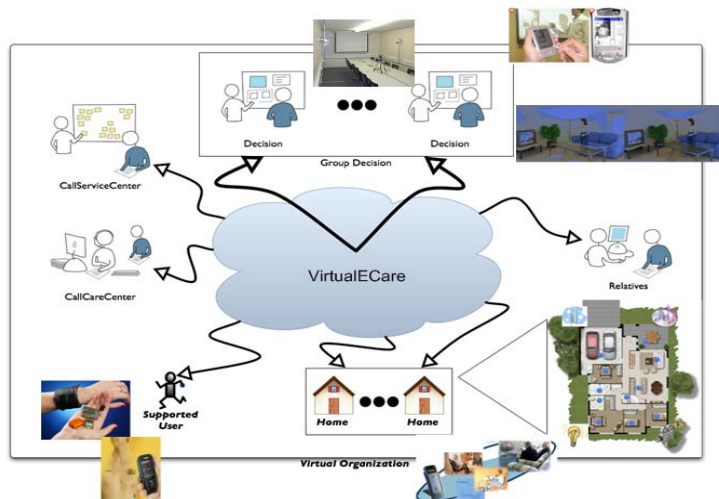 Decision
Decision
Group Decision
CallServiceCenter
CallCareCenter
VirtualECare
Relatives
Supported
User
Home
Home
Virtual Organization